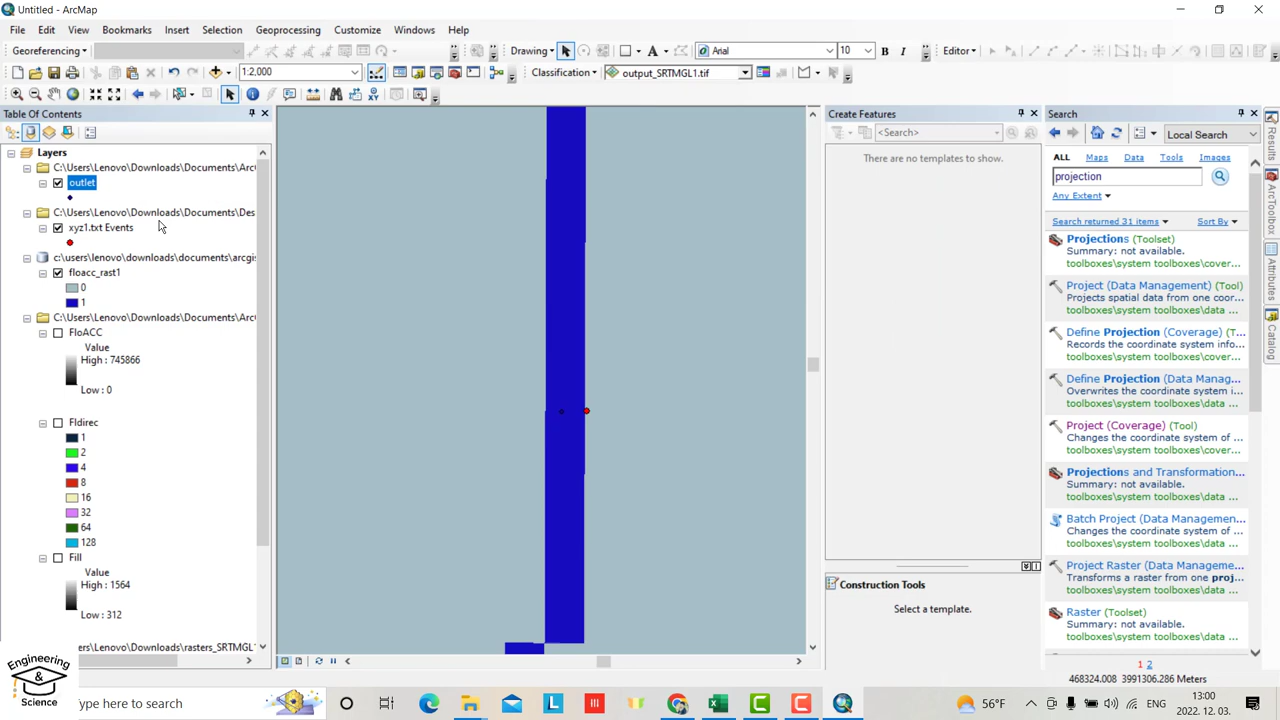 Untitled - ArcMap
File Edit View Bookmarks Insert Selection Geoprocessing Customize Windows Help
Georeferencing Drawing Arial 10 B I Editor
1:2,000 Classification output_SRTMGL1.tif
Table Of Contents
Layers
C:\Users\Lenovo\Downloads\Documents\Arc
outlet
C:\Users\Lenovo\Downloads\Documents\Des
xyz1.txt Events
c:\users\lenovo\downloads\documents\arcgis
floacc_rast1
0
1
C:\Users\Lenovo\Downloads\Documents\Arc
FloACC
Value
High : 745866
Low : 0
Fldirec
1
2
4
8
16
32
64
128
Fill
Value
High : 1564
Low : 312
ers\Lenovo\Downloads\rasters_SRTMGL1
Create Features
<Search>
There are no templates to show.
Construction Tools
Select a template.
Search
Local Search
ALL Maps Data Tools Images
projection
Any Extent
Search returned 31 items Sort By
Projections (Toolset)
Summary: not available.
toolboxes\system toolboxes\cover...
Project (Data Management) (Tool)
Projects spatial data from one coor...
toolboxes\system toolboxes\data ...
Define Projection (Coverage) (T...
Records the coordinate system info...
toolboxes\system toolboxes\cover...
Define Projection (Data Manag...
Overwrites the coordinate system i...
toolboxes\system toolboxes\data ...
Project (Coverage) (Tool)
Changes the coordinate system of ...
toolboxes\system toolboxes\cover...
Projections and Transformation...
Summary: not available.
toolboxes\system toolboxes\data ...
Batch Project (Data Managemen...
Changes the coordinate system of ...
toolboxes\system toolboxes\data ...
Project Raster (Data Manageme...
Transforms a raster from one proj...
toolboxes\system toolboxes\data ...
Raster (Toolset)
Summary: not available.
toolboxes\system toolboxes\data ...
1 2
Results
ArcToolbox
Attributes
Catalog
468324.008 3991306.286 Meters
Engineering
&
Science
Type here to search
56°F
ENG
13:00
2022. 12. 03.